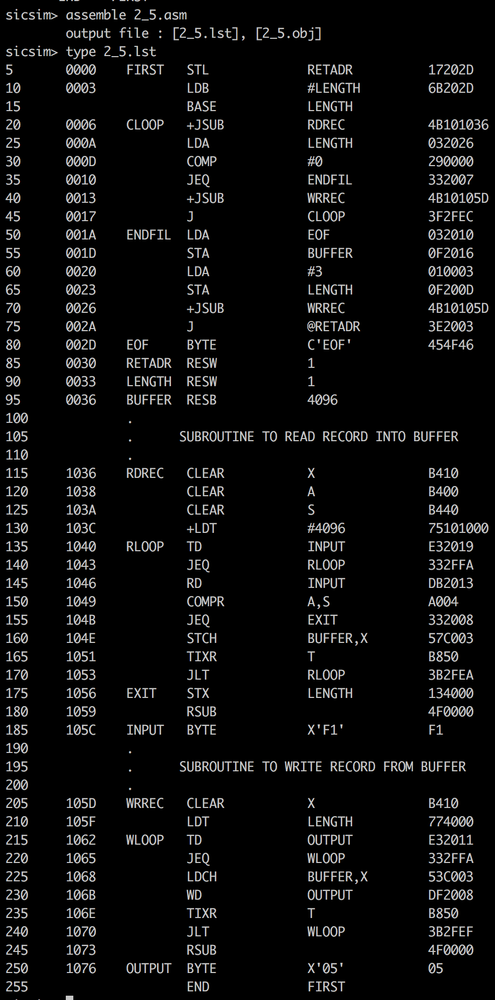 END FIRST
sicsim> assemble 2_5.asm
output file : [2_5.lst], [2_5.obj]
sicsim> type 2_5.lst
5 0000 FIRST STL RETADR 17202D
10 0003 LDB #LENGTH 6B202D
15 BASE LENGTH
20 0006 CLOOP +JSUB RDREC 4B101036
25 000A LDA LENGTH 032026
30 000D COMP #0 290000
35 0010 JEQ ENDFIL 332007
40 0013 +JSUB WRREC 4B10105D
45 0017 J CLOOP 3F2FEC
50 001A ENDFIL LDA EOF 032010
55 001D STA BUFFER 0F2016
60 0020 LDA #3 010003
65 0023 STA LENGTH 0F200D
70 0026 +JSUB WRREC 4B10105D
75 002A J @RETADR 3E2003
80 002D EOF BYTE C'EOF' 454F46
85 0030 RETADR RESW 1
90 0033 LENGTH RESW 1
95 0036 BUFFER RESB 4096
100 .
105 . SUBROUTINE TO READ RECORD INTO BUFFER
110 .
115 1036 RDREC CLEAR X B410
120 1038 CLEAR A B400
125 103A CLEAR S B440
130 103C +LDT #4096 75101000
135 1040 RLOOP TD INPUT E32019
140 1043 JEQ RLOOP 332FFA
145 1046 RD INPUT DB2013
150 1049 COMPR A,S A004
155 104B JEQ EXIT 332008
160 104E STCH BUFFER,X 57C003
165 1051 TIXR T B850
170 1053 JLT RLOOP 3B2FEA
175 1056 EXIT STX LENGTH 134000
180 1059 RSUB 4F0000
185 105C INPUT BYTE X'F1' F1
190 .
195 . SUBROUTINE TO WRITE RECORD FROM BUFFER
200 .
205 105D WRREC CLEAR X B410
210 105F LDT LENGTH 774000
215 1062 WLOOP TD OUTPUT E32011
220 1065 JEQ WLOOP 332FFA
225 1068 LDCH BUFFER,X 53C003
230 106B WD OUTPUT DF2008
235 106E TIXR T B850
240 1070 JLT WLOOP 3B2FEF
245 1073 RSUB 4F0000
250 1076 OUTPUT BYTE X'05' 05
255 END FIRST